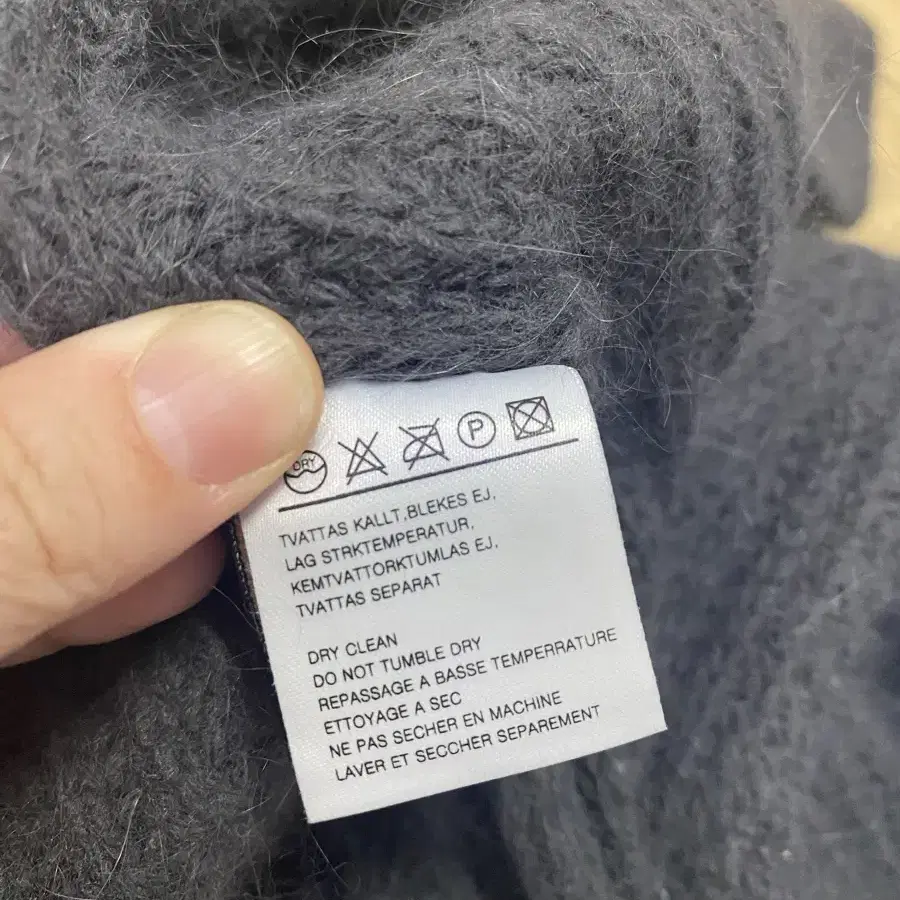 DRY P
TVATTAS KALLT,BLEKES EJ,
LAG STRKTEMPERATUR,
KEMTVATTORKTUMLAS EJ,
TVATTAS SEPARAT
DRY CLEAN
DO NOT TUMBLE DRY
REPASSAGE A BASSE TEMPERRATURE
ETTOYAGE A SEC
NE PAS SECHER EN MACHINE
LAVER ET SECCHER SEPAREMENT